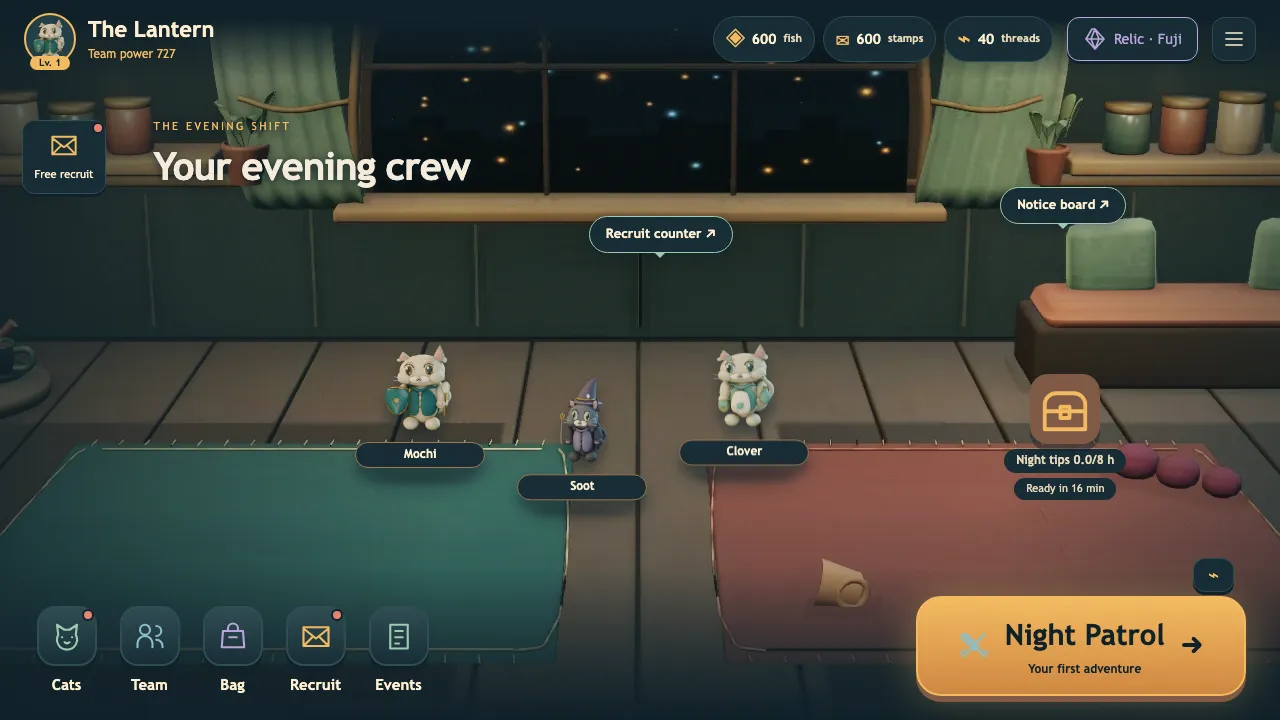 The Lantern
Team power 727
Lv. 1
600 fish
600 stamps
40 threads
Relic · Fuji
Free recruit
THE EVENING SHIFT
Your evening crew
Recruit counter ↗
Notice board ↗
Mochi
Soot
Clover
Night tips 0.0/8 h
Ready in 16 min
Night Patrol →
Your first adventure
Cats
Team
Bag
Recruit
Events